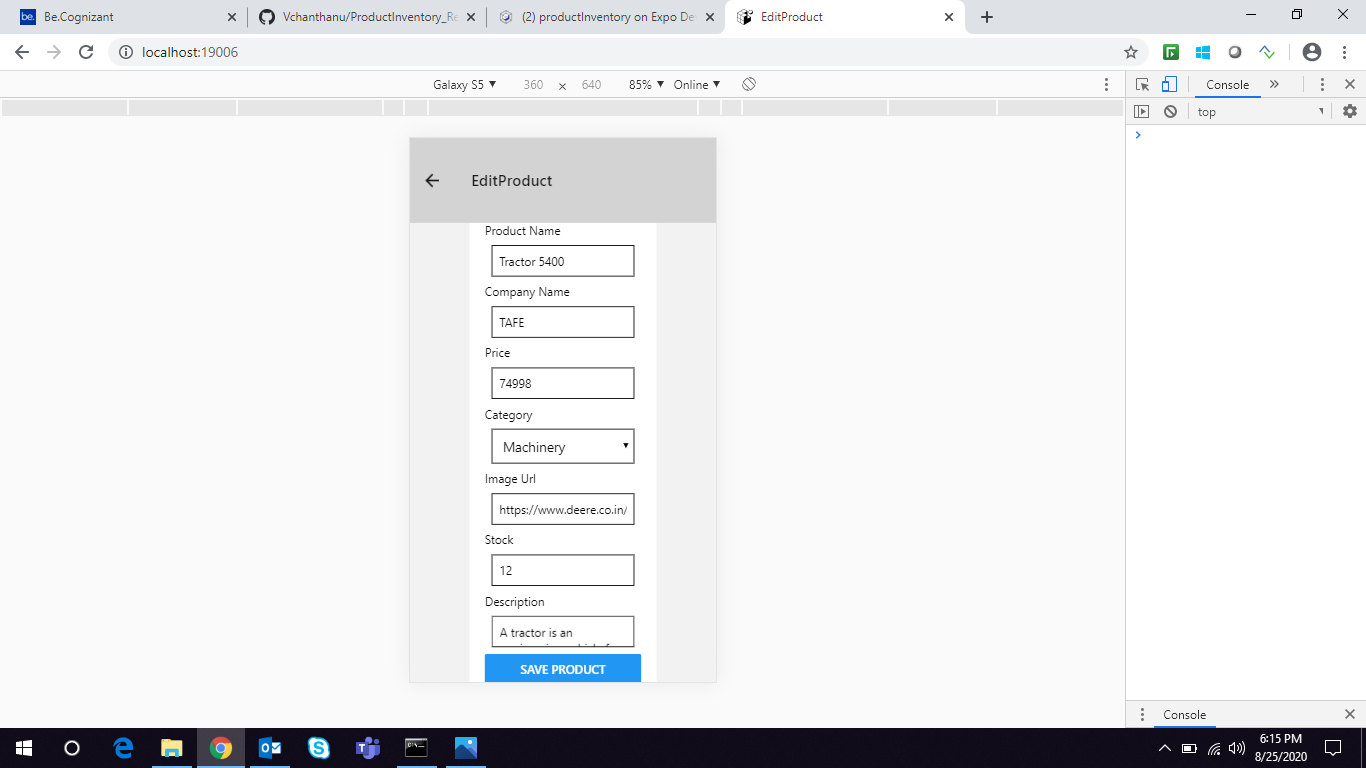 be. Be.Cognizant
Vchanthanu/ProductInventory_Re
(2) productInventory on Expo De
EditProduct
localhost:19006
Galaxy S5 ▼ 360 × 640 85% ▼ Online ▼
Console »
top
EditProduct
Product Name
Tractor 5400
Company Name
TAFE
Price
74998
Category
Machinery
Image Url
https://www.deere.co.in/
Stock
12
Description
A tractor is an
SAVE PRODUCT
Console
6:15 PM
8/25/2020